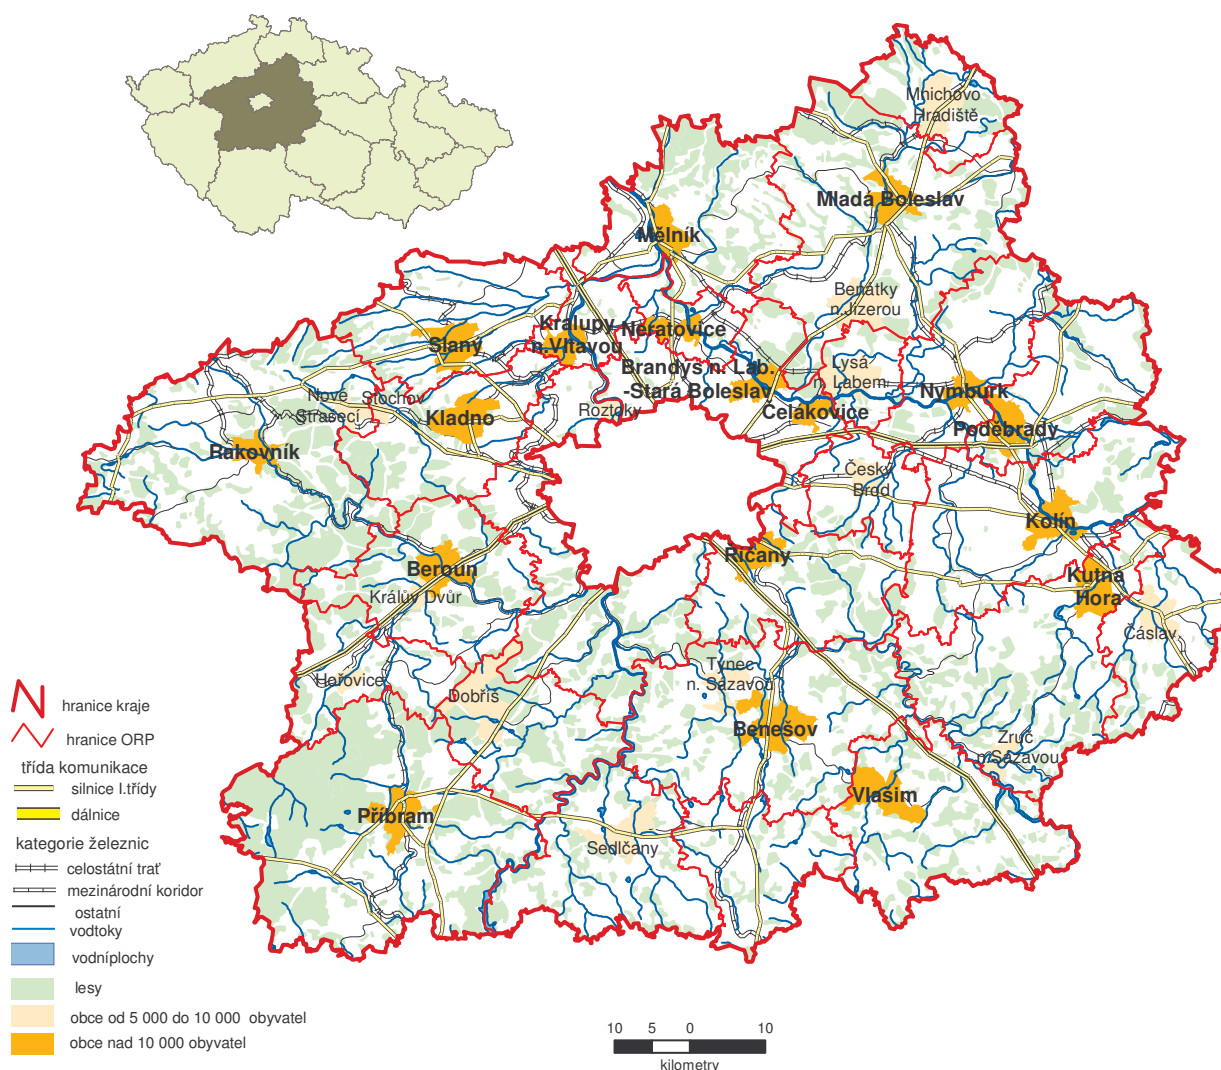 Mnichovo
Hradiště
Mladá Boleslav
Mělník
Benátky
n.Jizerou
Kralupy
n.Vltavou
Neratovice
Slaný
Brandýs n. Lab.
-Stará Boleslav
Lysá
n. Labem
Nymburk
Nové
Strašecí
Stochov
Kladno
Roztoky
Čelákovice
Poděbrady
Rakovník
Český
Brod
Kolín
Beroun
Říčany
Králův Dvůr
Kutná
Hora
Čáslav
Hořovice
Dobříš
Týnec
n. Sázavou
Benešov
Zruč
n.Sázavou
Vlašim
Příbram
Sedlčany
hranice kraje
hranice ORP
třída komunikace
silnice I.třídy
dálnice
kategorie železnic
celostátní trať
mezinárodní koridor
ostatní
vodtoky
vodníplochy
lesy
obce od 5 000 do 10 000 obyvatel
obce nad 10 000 obyvatel
10 5 0 10
kilometry